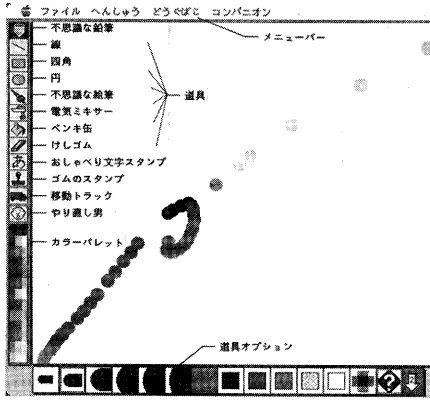 ファイル へんしゅう どうぐばこ コンパニオン
メニューバー
不思議な鉛筆
線
四角
円
不思議な絵筆
電気ミキサー
ペンキ缶
けしゴム
おしゃべり文字スタンプ
ゴムのスタンプ
移動トラック
やり直し男
カラーパレット
道具
あ
道具オプション
?